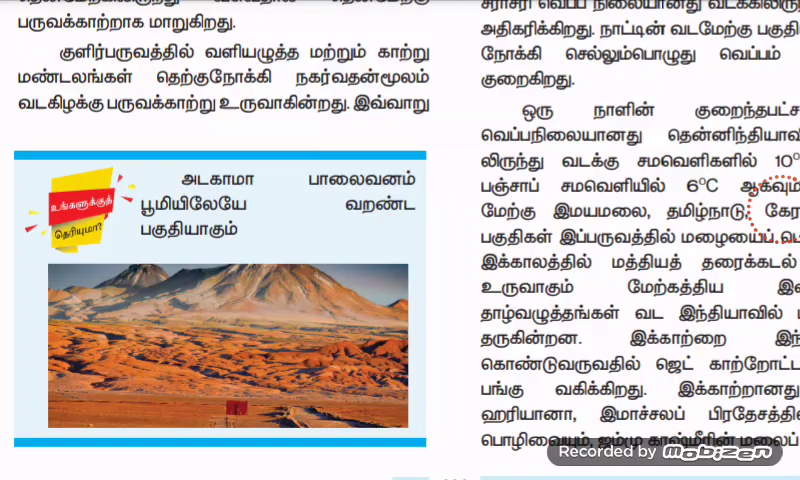 பருவக்காற்றாக மாறுகிறது.
குளிர்பருவத்தில் வளியழுத்த மற்றும் காற்று
மண்டலங்கள் தெற்குநோக்கி நகர்வதன்மூலம்
வடகிழக்கு பருவக்காற்று உருவாகின்றது. இவ்வாறு
உங்களுக்குத்
தெரியுமா?
அடகாமா பாலைவனம்
பூமியிலேயே வறண்ட
பகுதியாகும்
சராசரி வெப்ப நிலையானது
அதிகரிக்கிறது. நாட்டின் வடமேற்கு
நோக்கி செல்லும்பொழுது வெப்பம்
குறைகிறது.
ஒரு நாளின்
வெப்பநிலையானது
லிருந்து வடக்கு சமவெளிகளில் 10°
பஞ்சாப் சமவெளியில் 6°C ஆகவும்
மேற்கு இமயமலை, தமிழ்நாடு,
பகுதிகள் இப்பருவத்தில் மழையைப்
இக்காலத்தில் மத்தியத் தரைக்கடல்
உருவாகும் மேற்கத்திய
தாழ்வழுத்தங்கள் வட இந்தியாவில்
தருகின்றன. இக்காற்றை
கொண்டுவருவதில் ஜெட்
பங்கு வகிக்கிறது. இக்காற்றானது
ஹரியானா, இமாச்சலப்
பொழிவையும், ஜம்மு காஷ்மீரின்
Recorded by mobizen